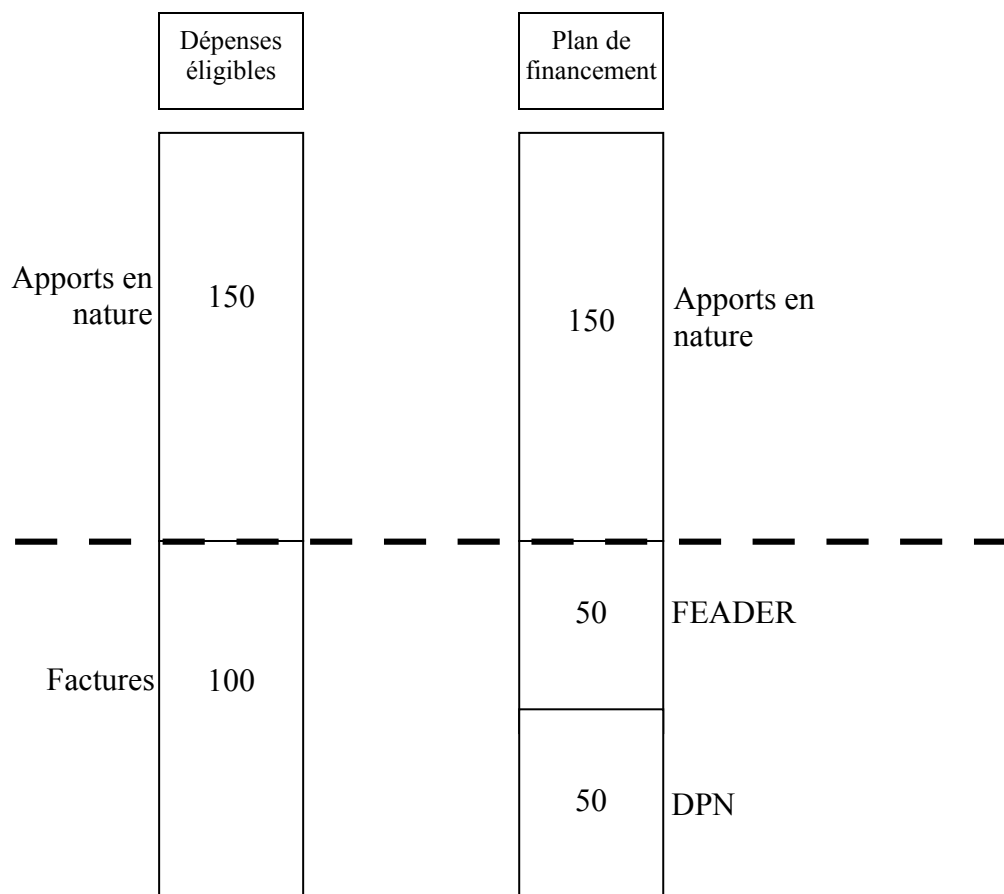 Dépenses
éligibles
Plan de
financement
Apports en
nature
150
150
Apports en
nature
50
FEADER
Factures
100
50
DPN